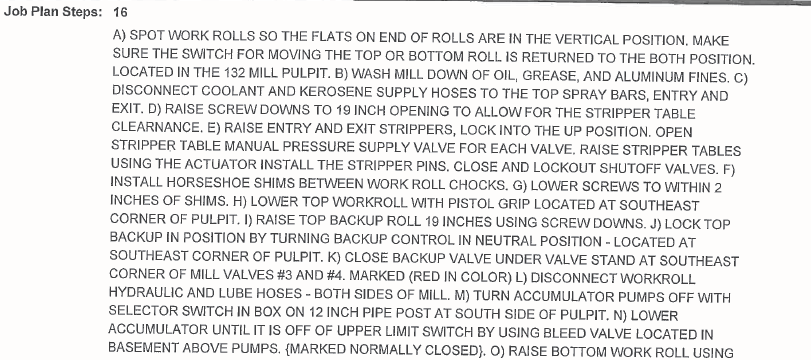 Job Plan Steps: 16
A) SPOT WORK ROLLS SO THE FLATS ON END OF ROLLS ARE IN THE VERTICAL POSITION. MAKE
SURE THE SWITCH FOR MOVING THE TOP OR BOTTOM ROLL IS RETURNED TO THE BOTH POSITION.
LOCATED IN THE 132 MILL PULPIT. B) WASH MILL DOWN OF OIL, GREASE, AND ALUMINUM FINES. C)
DISCONNECT COOLANT AND KEROSENE SUPPLY HOSES TO THE TOP SPRAY BARS, ENTRY AND
EXIT. D) RAISE SCREW DOWNS TO 19 INCH OPENING TO ALLOW FOR THE STRIPPER TABLE
CLEARNANCE. E) RAISE ENTRY AND EXIT STRIPPERS, LOCK INTO THE UP POSITION. OPEN
STRIPPER TABLE MANUAL PRESSURE SUPPLY VALVE FOR EACH VALVE. RAISE STRIPPER TABLES
USING THE ACTUATOR INSTALL THE STRIPPER PINS. CLOSE AND LOCKOUT SHUTOFF VALVES. F)
INSTALL HORSESHOE SHIMS BETWEEN WORK ROLL CHOCKS. G) LOWER SCREWS TO WITHIN 2
INCHES OF SHIMS. H) LOWER TOP WORKROLL WITH PISTOL GRIP LOCATED AT SOUTHEAST
CORNER OF PULPIT. I) RAISE TOP BACKUP ROLL 19 INCHES USING SCREW DOWNS. J) LOCK TOP
BACKUP IN POSITION BY TURNING BACKUP CONTROL IN NEUTRAL POSITION - LOCATED AT
SOUTHEAST CORNER OF PULPIT. K) CLOSE BACKUP VALVE UNDER VALVE STAND AT SOUTHEAST
CORNER OF MILL VALVES #3 AND #4. MARKED (RED IN COLOR) L) DISCONNECT WORKROLL
HYDRAULIC AND LUBE HOSES - BOTH SIDES OF MILL. M) TURN ACCUMULATOR PUMPS OFF WITH
SELECTOR SWITCH IN BOX ON 12 INCH PIPE POST AT SOUTH SIDE OF PULPIT. N) LOWER
ACCUMULATOR UNTIL IT IS OFF OF UPPER LIMIT SWITCH BY USING BLEED VALVE LOCATED IN
BASEMENT ABOVE PUMPS. {MARKED NORMALLY CLOSED}. O) RAISE BOTTOM WORK ROLL USING